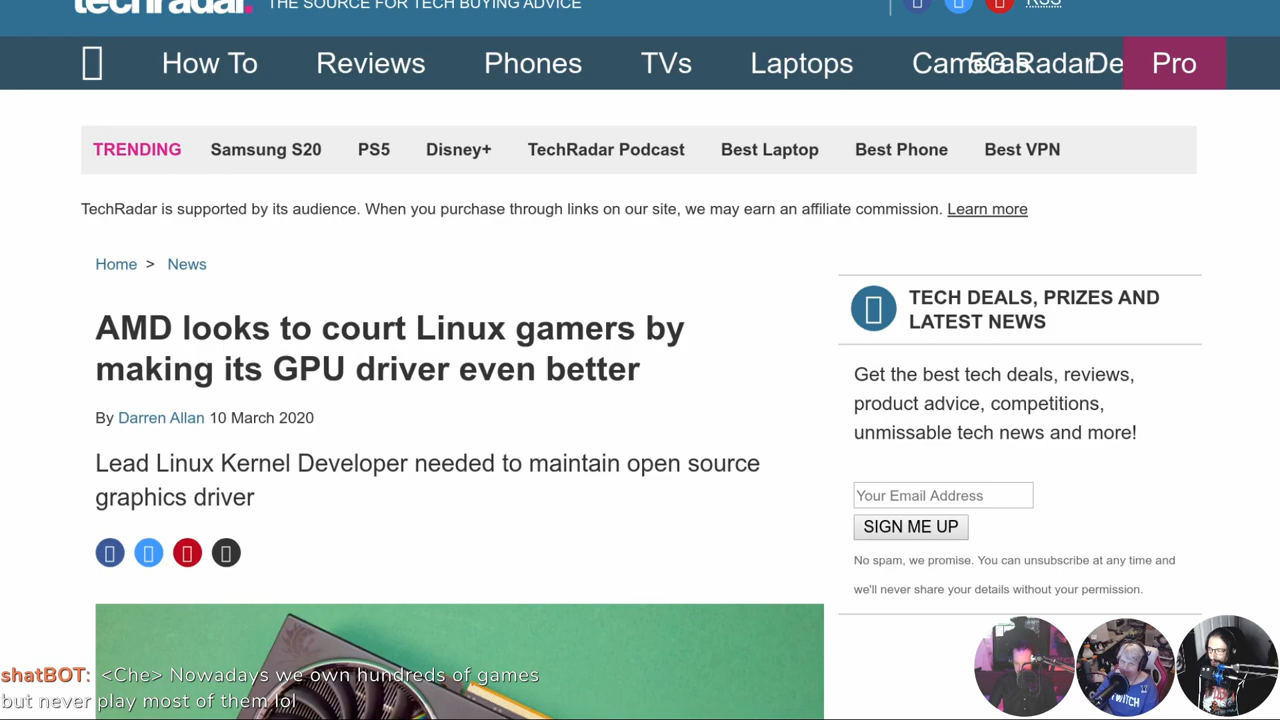 techradar. THE SOURCE FOR TECH BUYING ADVICE RSS
How To Reviews Phones TVs Laptops Cameras 5G Radar De Pro
TRENDING Samsung S20 PS5 Disney+ TechRadar Podcast Best Laptop Best Phone Best VPN
TechRadar is supported by its audience. When you purchase through links on our site, we may earn an affiliate commission. Learn more
Home > News
AMD looks to court Linux gamers by
making its GPU driver even better
By Darren Allan 10 March 2020
Lead Linux Kernel Developer needed to maintain open source
graphics driver
TECH DEALS, PRIZES AND
LATEST NEWS
Get the best tech deals, reviews,
product advice, competitions,
unmissable tech news and more!
Your Email Address
SIGN ME UP
No spam, we promise. You can unsubscribe at any time and
we'll never share your details without your permission.
shatBOT: <Che> Nowadays we own hundreds of games
but never play most of them lol
TWITCH